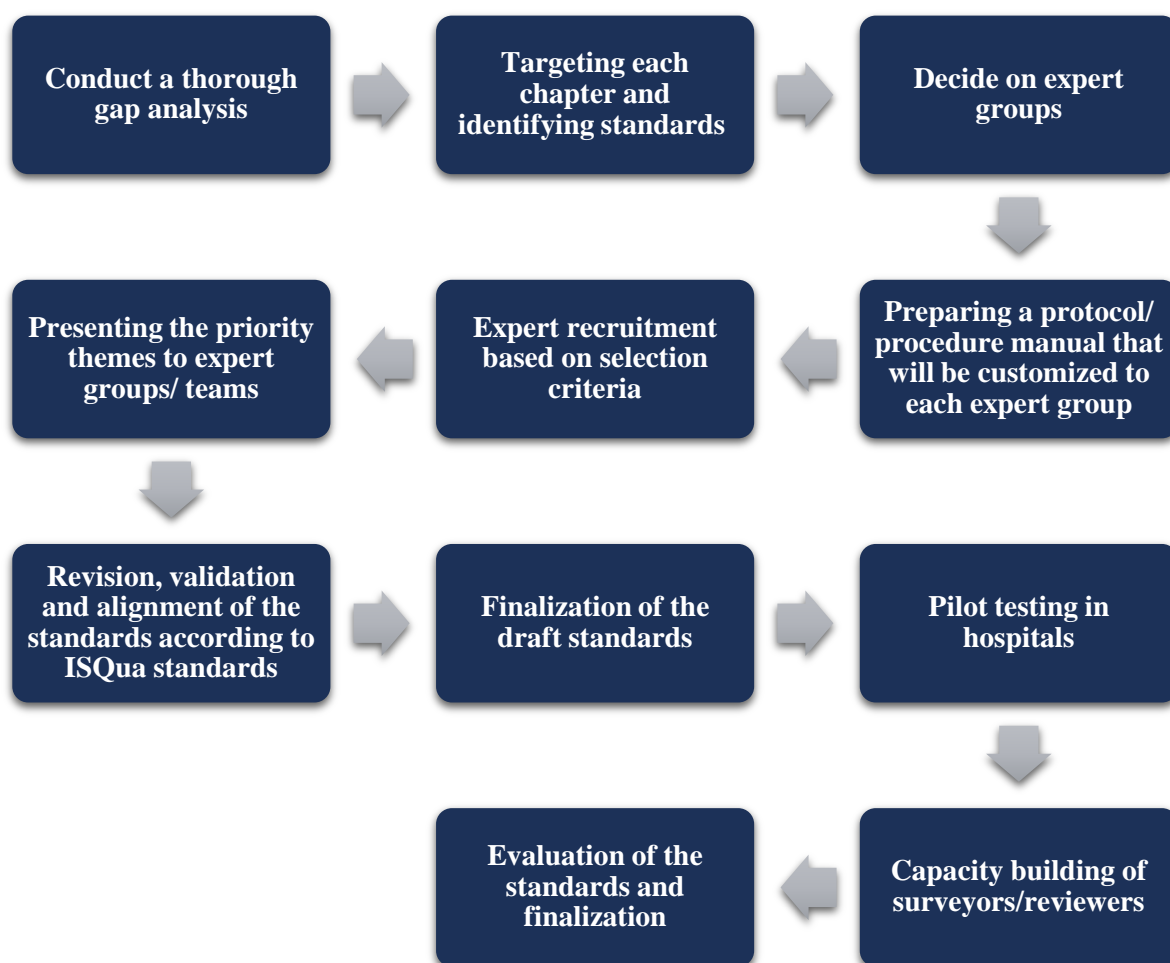 Conduct a thorough
gap analysis
Targeting each
chapter and
identifying standards
Decide on expert
groups
Preparing a protocol/
procedure manual that
will be customized to
each expert group
Expert recruitment
based on selection
criteria
Presenting the priority
themes to expert
groups/ teams
Revision, validation
and alignment of the
standards according to
ISQua standards
Finalization of the
draft standards
Pilot testing in
hospitals
Capacity building of
surveyors/reviewers
Evaluation of the
standards and
finalization